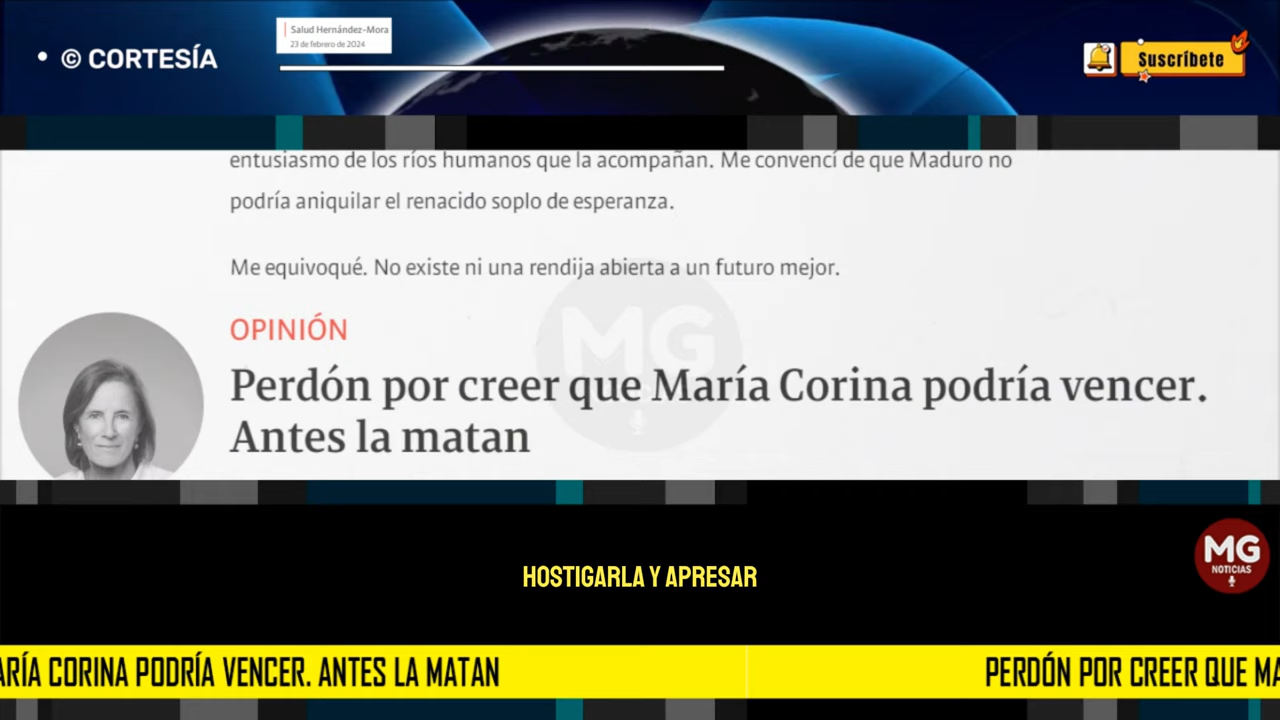 • © CORTESÍA
Salud Hernández-Mora
23 de febrero de 2024
Suscríbete
entusiasmo de los ríos humanos que la acompañan. Me convencí de que Maduro no
podría aniquilar el renacido soplo de esperanza.
Me equivoqué. No existe ni una rendija abierta a un futuro mejor.
MG
OPINIÓN
Perdón por creer que María Corina podría vencer.
Antes la matan
HOSTIGARLA Y APRESAR
MG
NOTICIAS
ARÍA CORINA PODRÍA VENCER. ANTES LA MATAN
PERDÓN POR CREER QUE MA